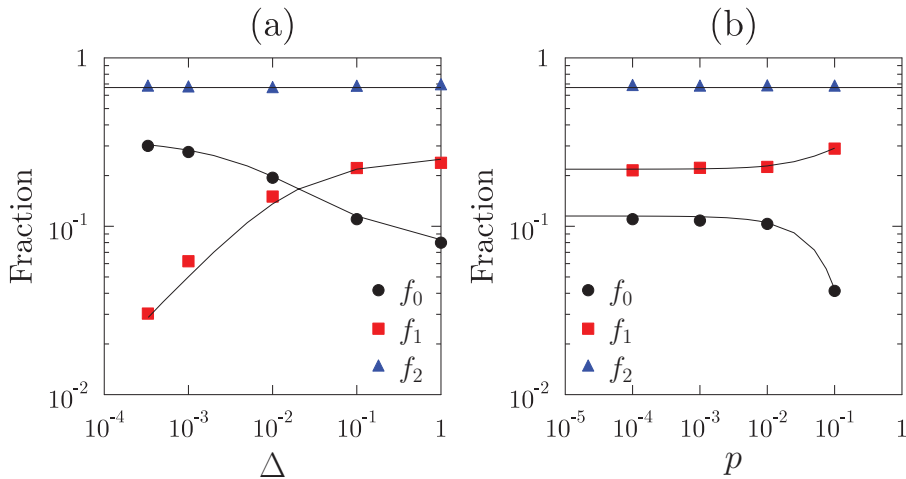 (a)
Fraction
1
10⁻¹
10⁻²
f₀
f₁
f₂
10⁻⁴ 10⁻³ 10⁻² 10⁻¹ 1
Δ
(b)
Fraction
1
10⁻¹
10⁻²
f₀
f₁
f₂
10⁻⁵ 10⁻⁴ 10⁻³ 10⁻² 10⁻¹ 1
p